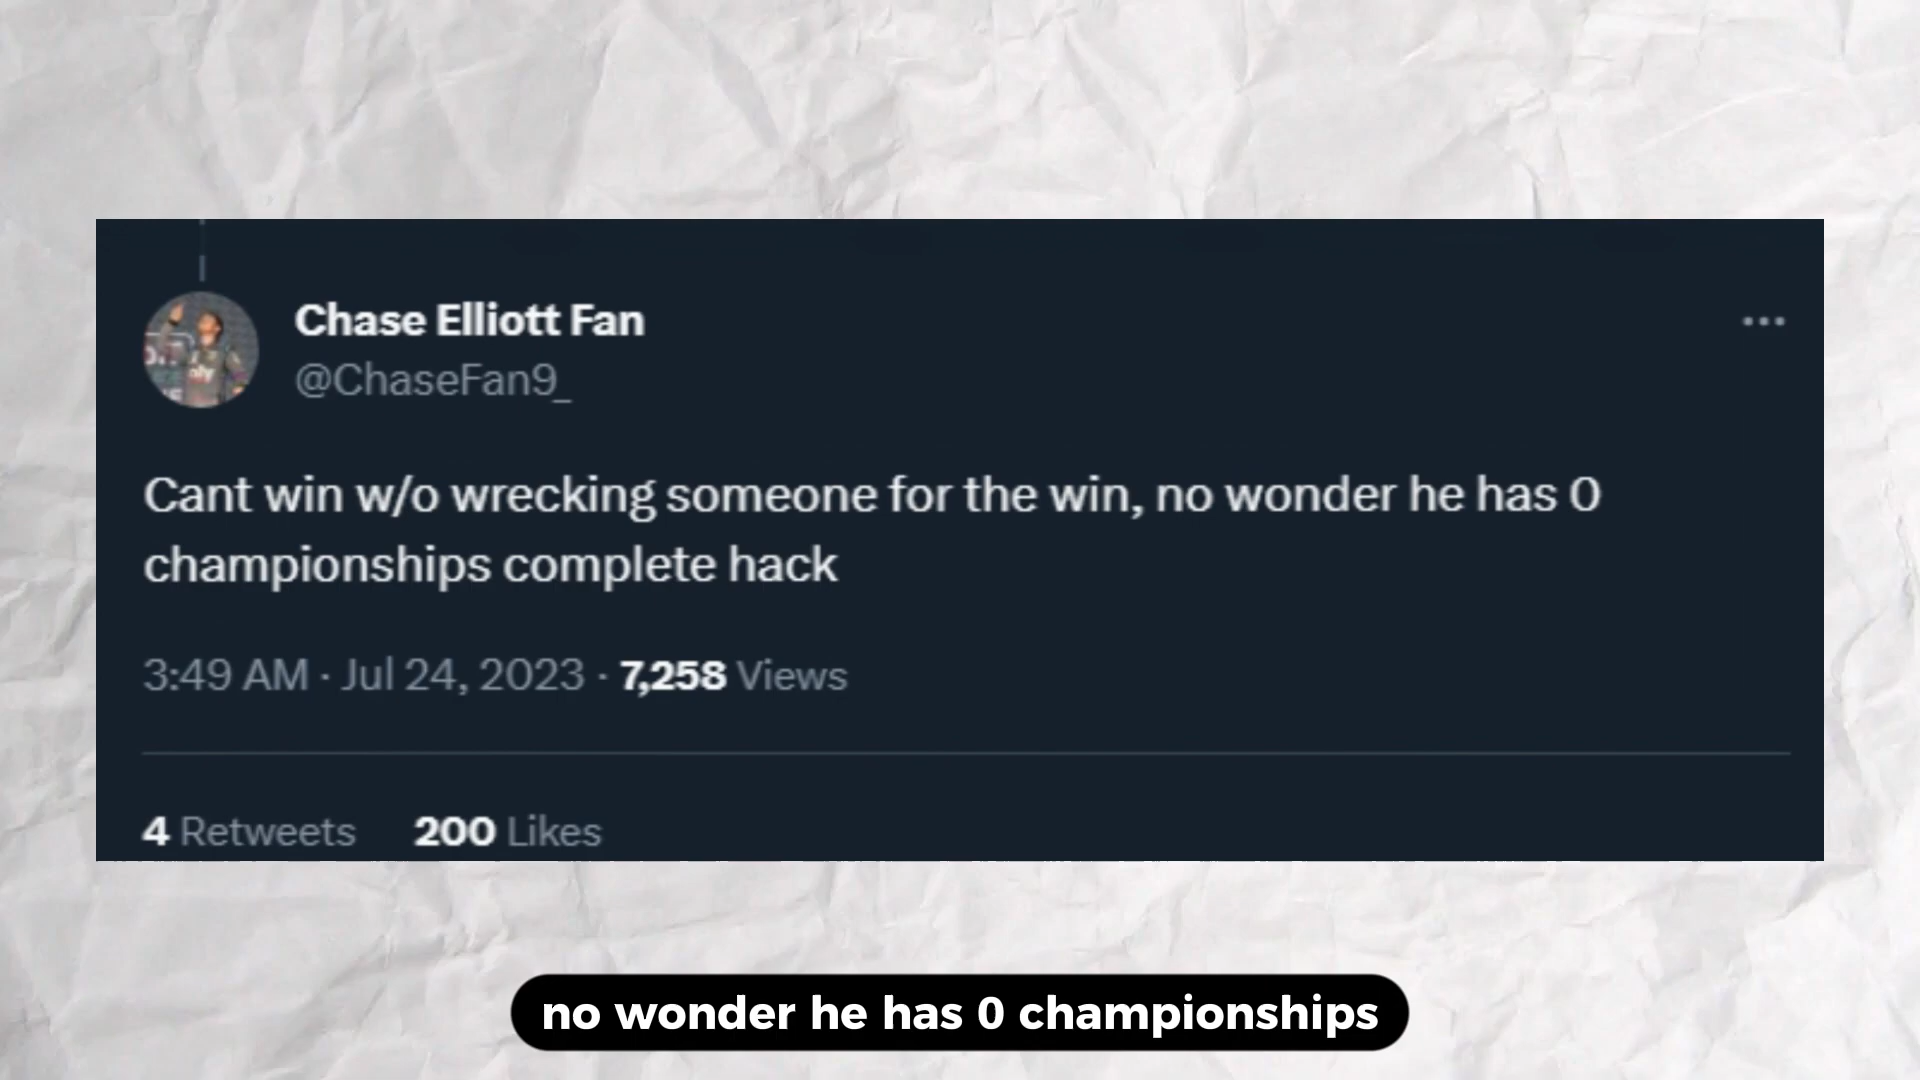 Chase Elliott Fan
@ChaseFan9_
Cant win w/o wrecking someone for the win, no wonder he has 0
championships complete hack
3:49 AM · Jul 24, 2023 · 7,258 Views
4 Retweets 200 Likes
no wonder he has 0 championships